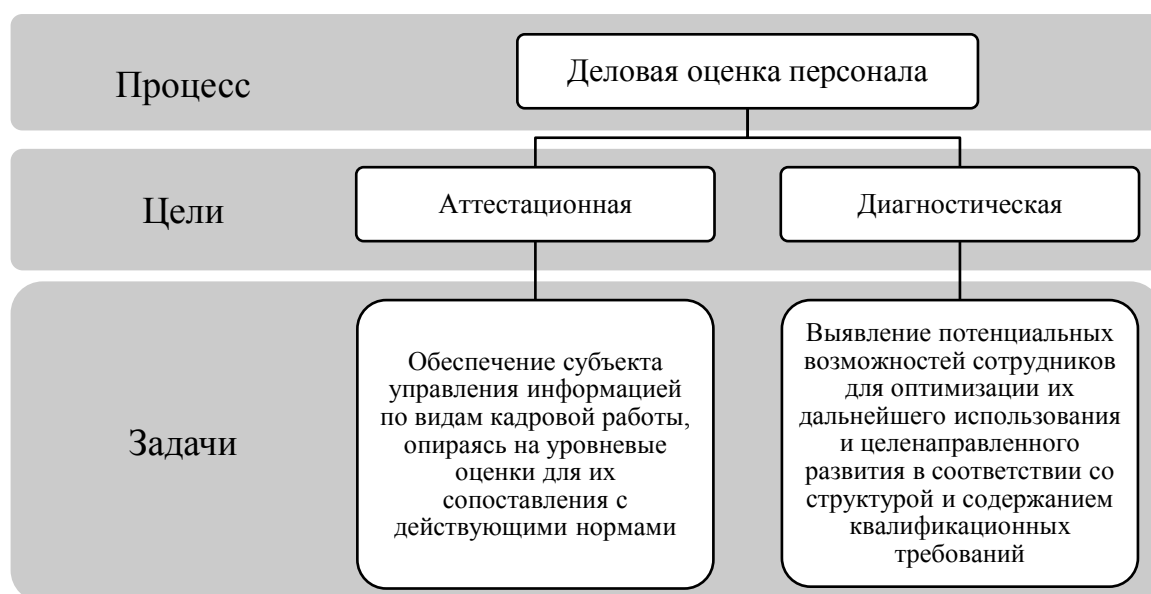 Процесс
Деловая оценка персонала
Цели
Аттестационная
Диагностическая
Задачи
Обеспечение субъекта
управления информацией
по видам кадровой работы,
опираясь на уровневые
оценки для их
сопоставления с
действующими нормами
Выявление потенциальных
возможностей сотрудников
для оптимизации их
дальнейшего использования
и целенаправленного
развития в соответствии со
структурой и содержанием
квалификационных
требований